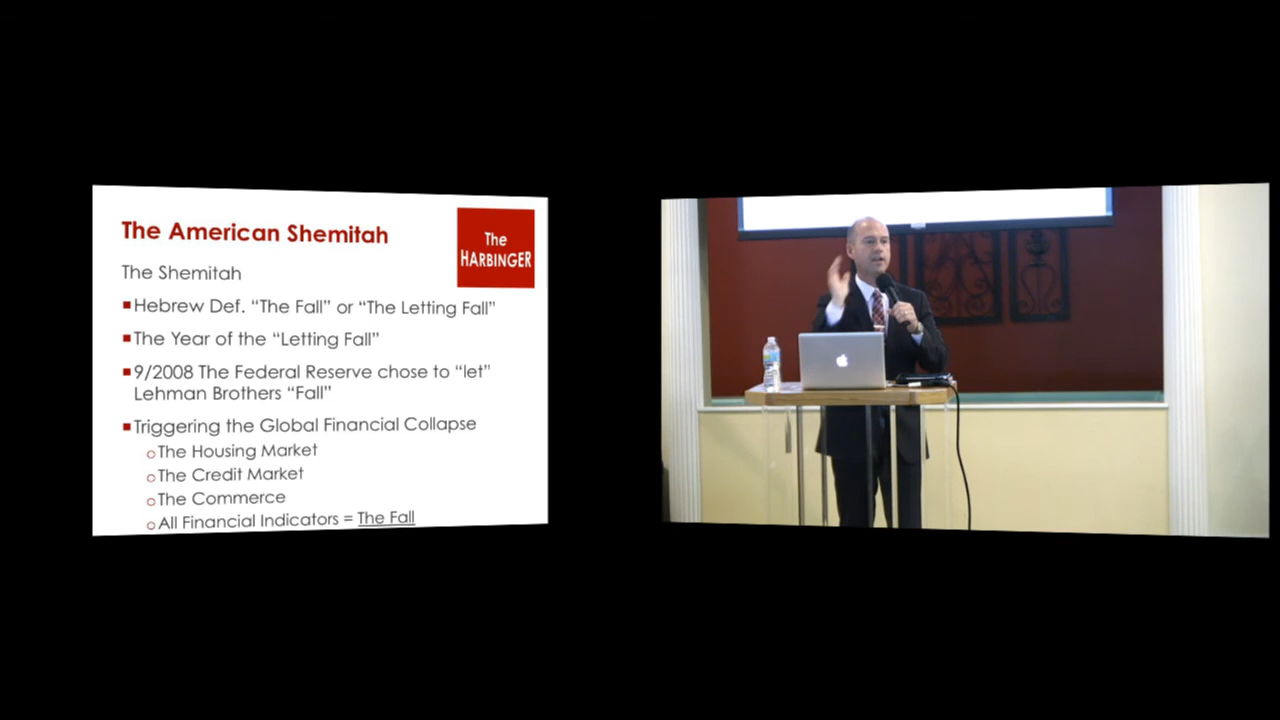 The American Shemitah
The
HARBINGER
The Shemitah
Hebrew Def. “The Fall” or “The Letting Fall”
The Year of the “Letting Fall”
9/2008 The Federal Reserve chose to “let”
Lehman Brothers “Fall”
Triggering the Global Financial Collapse
The Housing Market
The Credit Market
The Commerce
All Financial Indicators = The Fall